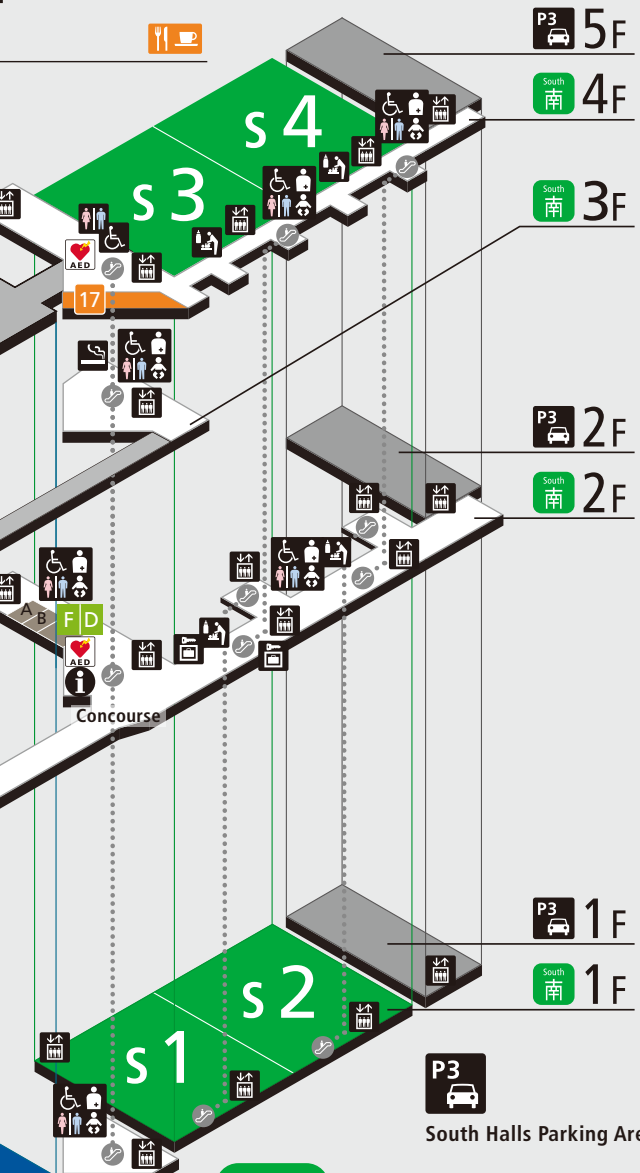 P3 5F
South
南 4F
s 4
s 3
South
南 3F
AED
17
P3 2F
South
南 2F
A B
F D
AED
i
Concourse
P3 1F
South
南 1F
s 2
s 1
P3
South Halls Parking Are